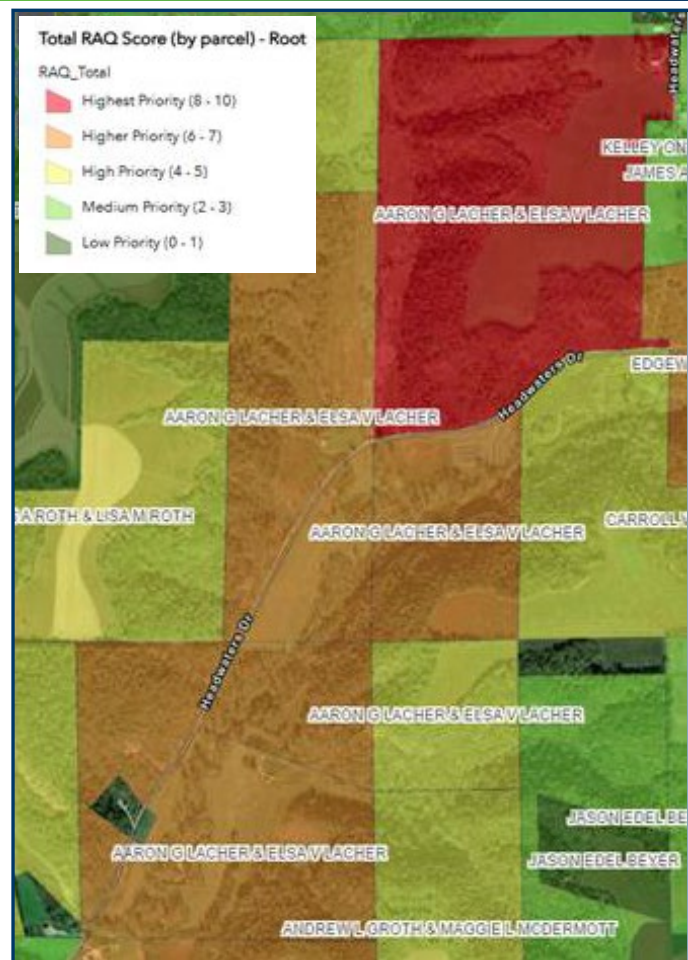 Total RAQ Score (by parcel) - Root
RAQ_Total
Highest Priority (8 - 10)
Higher Priority (6 - 7)
High Priority (4 - 5)
Medium Priority (2 - 3)
Low Priority (0 - 1)
Headwaters
KELLEY ON
JAMES A
AARON G LACHER & ELSA V LACHER
Headwaters Dr
EDGEW
AARON G LACHER & ELSA V LACHER
A ROTH & LISA M ROTH
AARON G LACHER & ELSA V LACHER
CARROLL
Headwaters Dr
AARON G LACHER & ELSA V LACHER
JASON EDEL BE
AARON G LACHER & ELSA V LACHER
JASON EDEL BEYER
ANDREW L GROTH & MAGGIE L MCDERMOTT